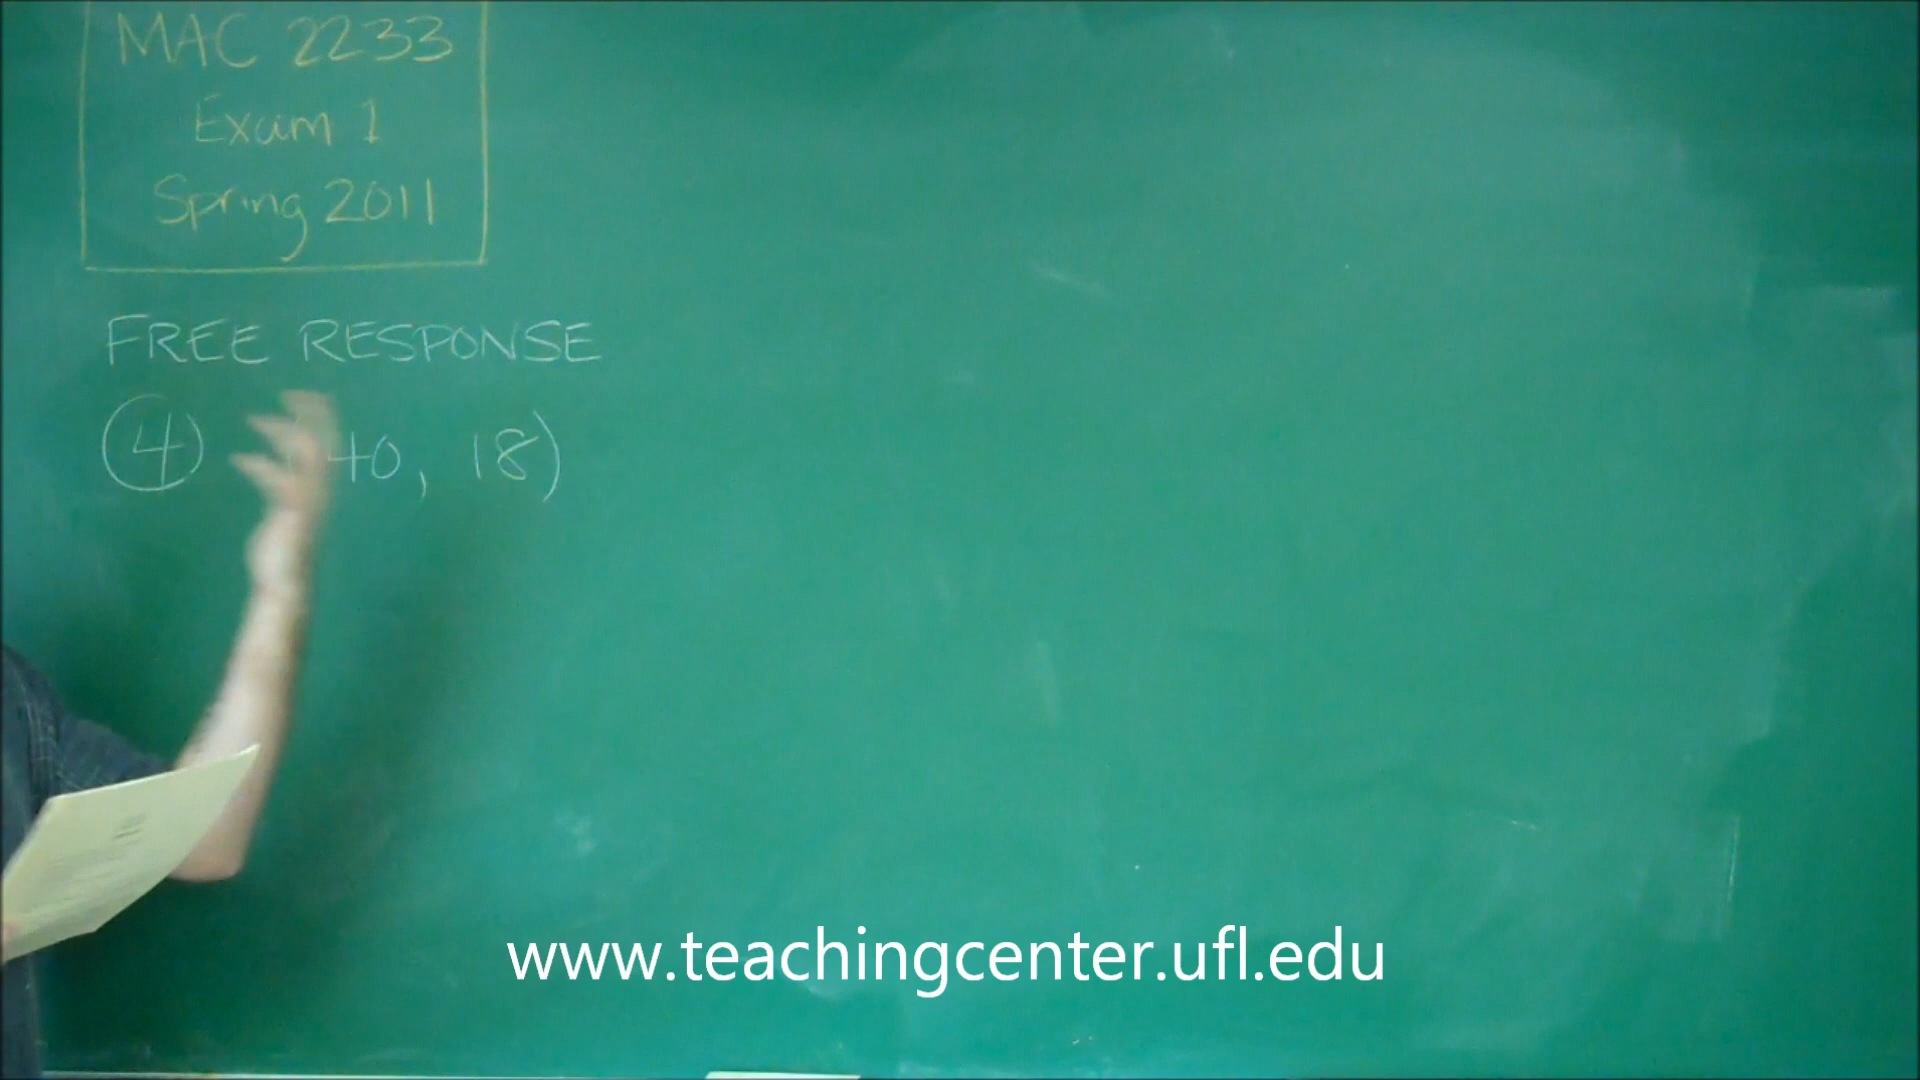 MAC 2233
Exam 1
Spring 2011
FREE RESPONSE
4 (40, 18)
www.teachingcenter.ufl.edu